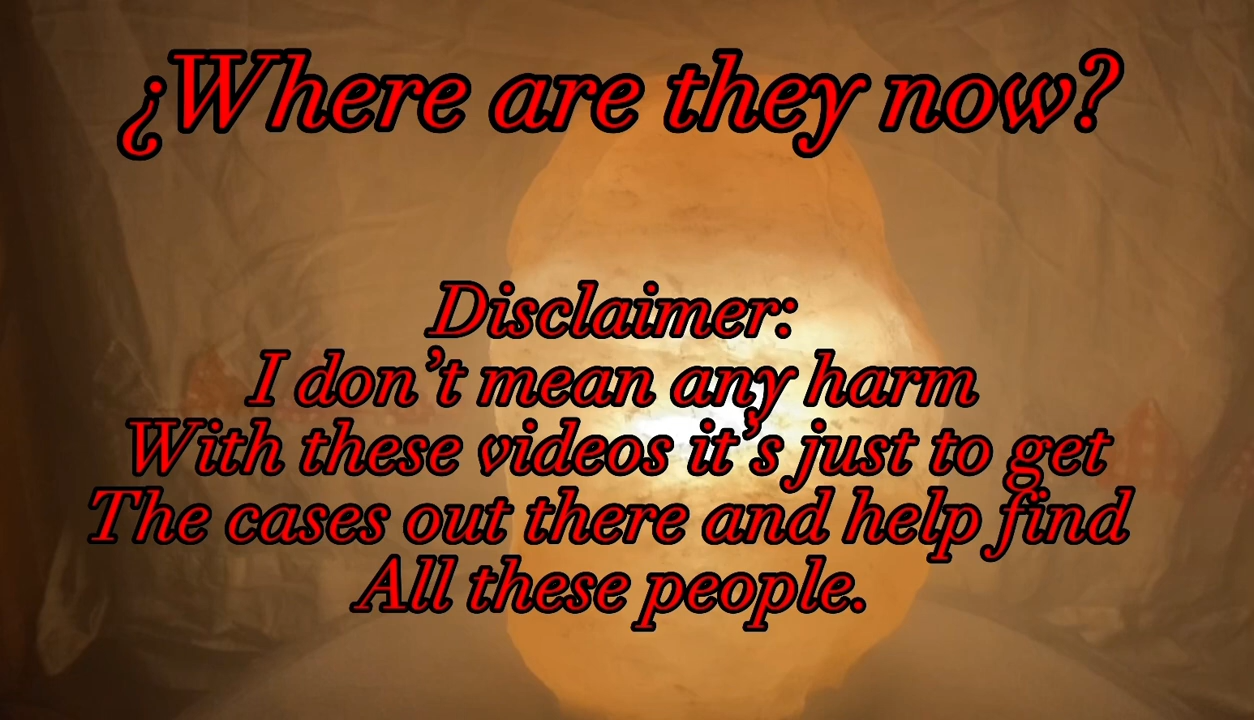 ¿Where are they now?
Disclaimer:
I don’t mean any harm
With these videos it’s just to get
The cases out there and help find
All these people.